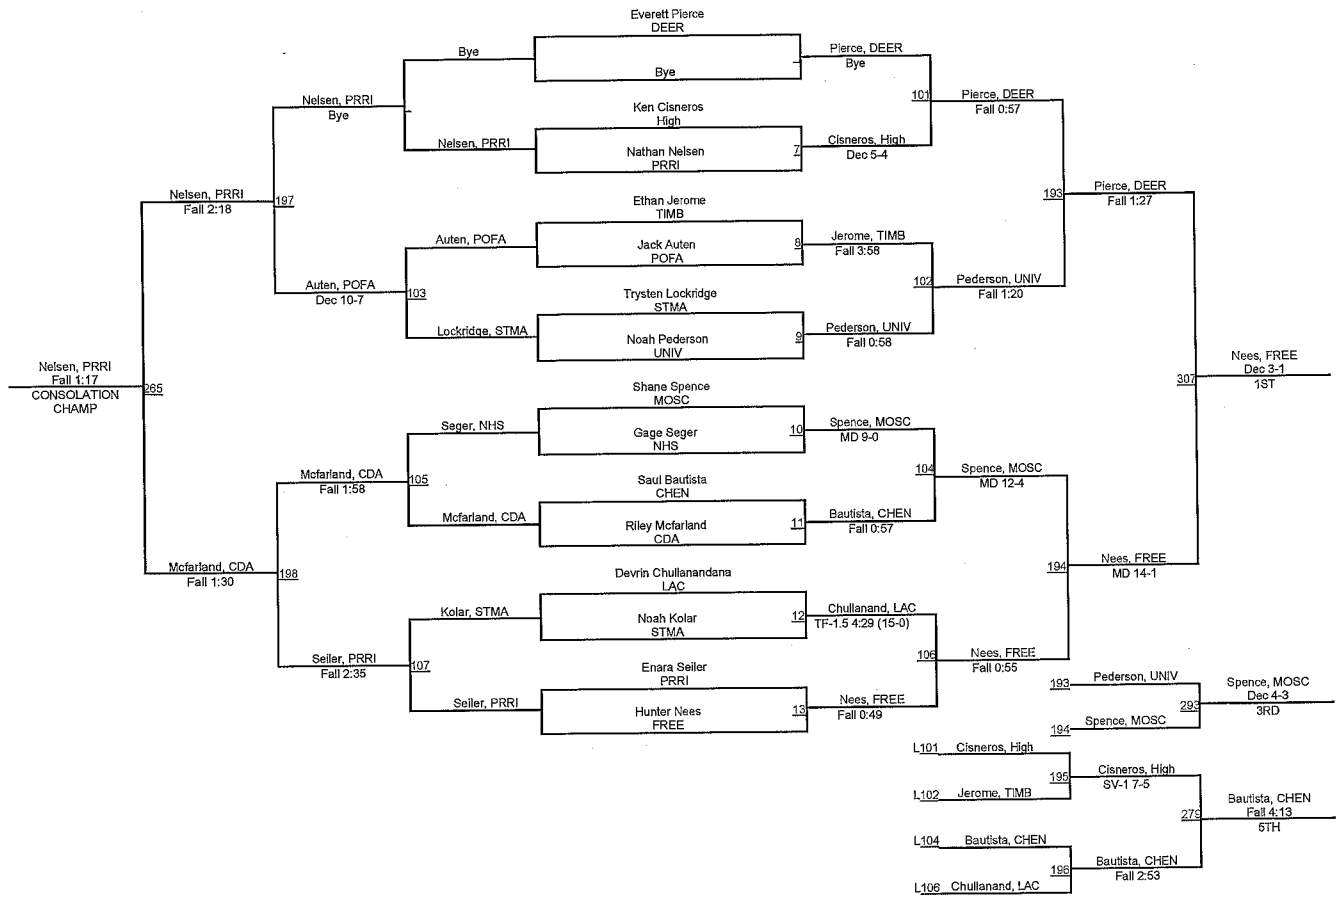 Everett Pierce
DEER
Bye
Bye
Pierce, DEER
Bye
Nelsen, PRRI
Bye
101
Pierce, DEER
Fall 0:57
Ken Cisneros
High
Nelsen, PRRI
Nathan Nelsen
PRRI
7
Cisneros, High
Dec 5-4
Nelsen, PRRI
Fall 2:18
197
193
Pierce, DEER
Fall 1:27
Ethan Jerome
TIMB
Auten, POFA
Jack Auten
POFA
8
Jerome, TIMB
Fall 3:58
Auten, POFA
Dec 10-7
103
102
Pederson, UNIV
Fall 1:20
Trysten Lockridge
STMA
Lockridge, STMA
Noah Pederson
UNIV
9
Pederson, UNIV
Fall 0:58
Nelsen, PRRI
Fall 1:17
CONSOLATION
CHAMP
265
307
Nees, FREE
Dec 3-1
1ST
Shane Spence
MOSC
Seger, NHS
Gage Seger
NHS
10
Spence, MOSC
MD 9-0
Mcfarland, CDA
Fall 1:58
105
104
Spence, MOSC
MD 12-4
Saul Bautista
CHEN
Mcfarland, CDA
Riley Mcfarland
CDA
11
Bautista, CHEN
Fall 0:57
Mcfarland, CDA
Fall 1:30
198
194
Nees, FREE
MD 14-1
Devrin Chullanandana
LAC
Kolar, STMA
Noah Kolar
STMA
12
Chullanand, LAC
TF-1.5 4:29 (15-0)
Seiler, PRRI
Fall 2:35
107
106
Nees, FREE
Fall 0:55
Enara Seiler
PRRI
Seiler, PRRI
Hunter Nees
FREE
13
Nees, FREE
Fall 0:49
193
Pederson, UNIV
293
Spence, MOSC
Dec 4-3
3RD
194
Spence, MOSC
L101
Cisneros, High
195
Cisneros, High
SV-1 7-5
L102
Jerome, TIMB
279
Bautista, CHEN
Fall 4:13
5TH
L104
Bautista, CHEN
196
Bautista, CHEN
Fall 2:53
L106
Chullanand, LAC